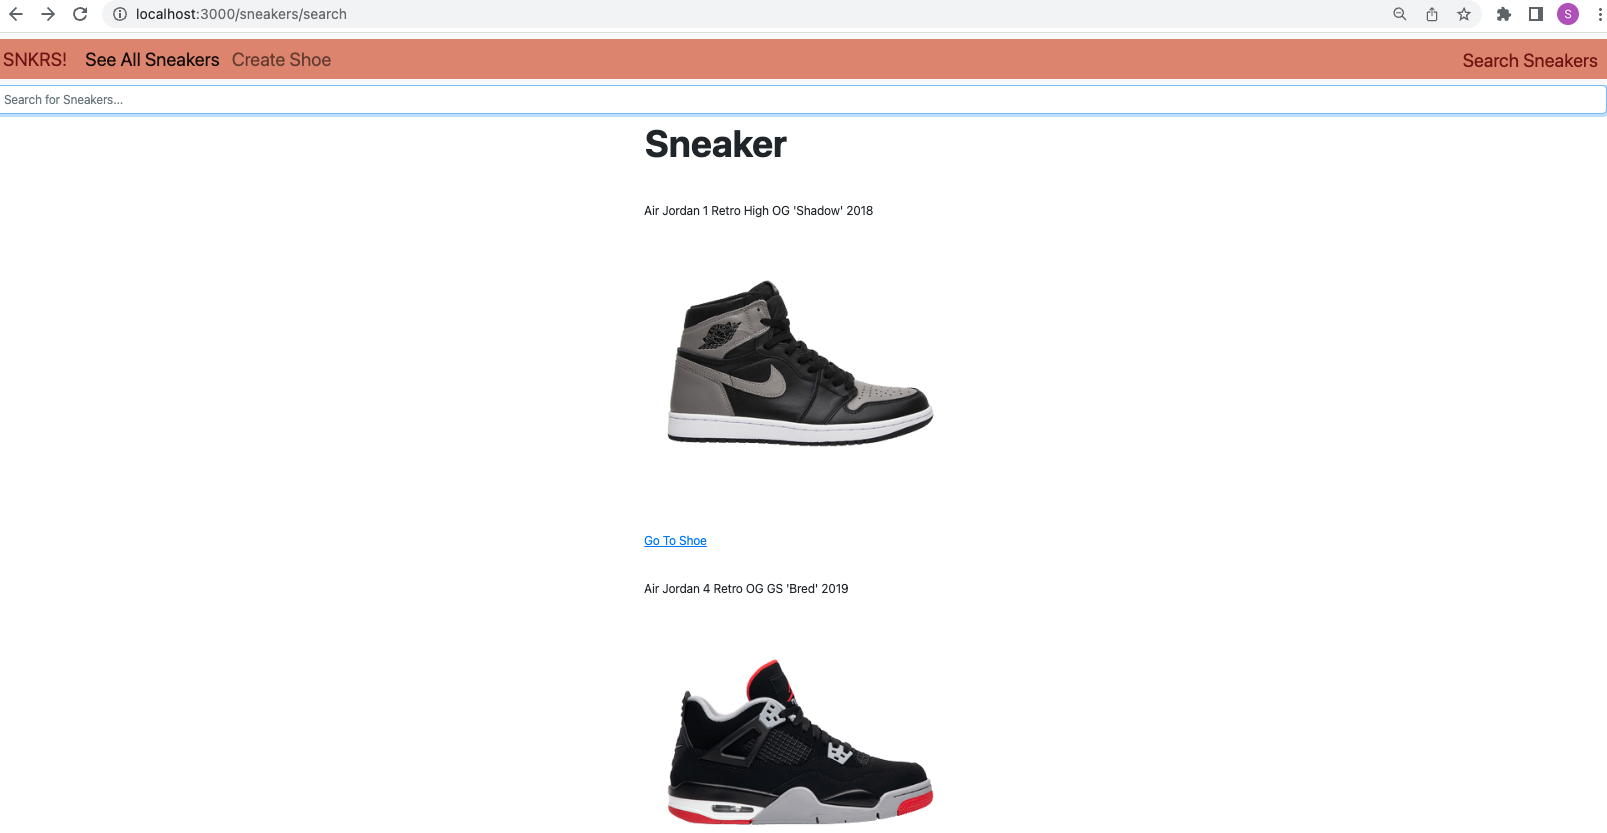 localhost:3000/sneakers/search
S
SNKRS! See All Sneakers Create Shoe Search Sneakers
Search for Sneakers...
Sneaker
Air Jordan 1 Retro High OG 'Shadow' 2018
Go To Shoe
Air Jordan 4 Retro OG GS 'Bred' 2019